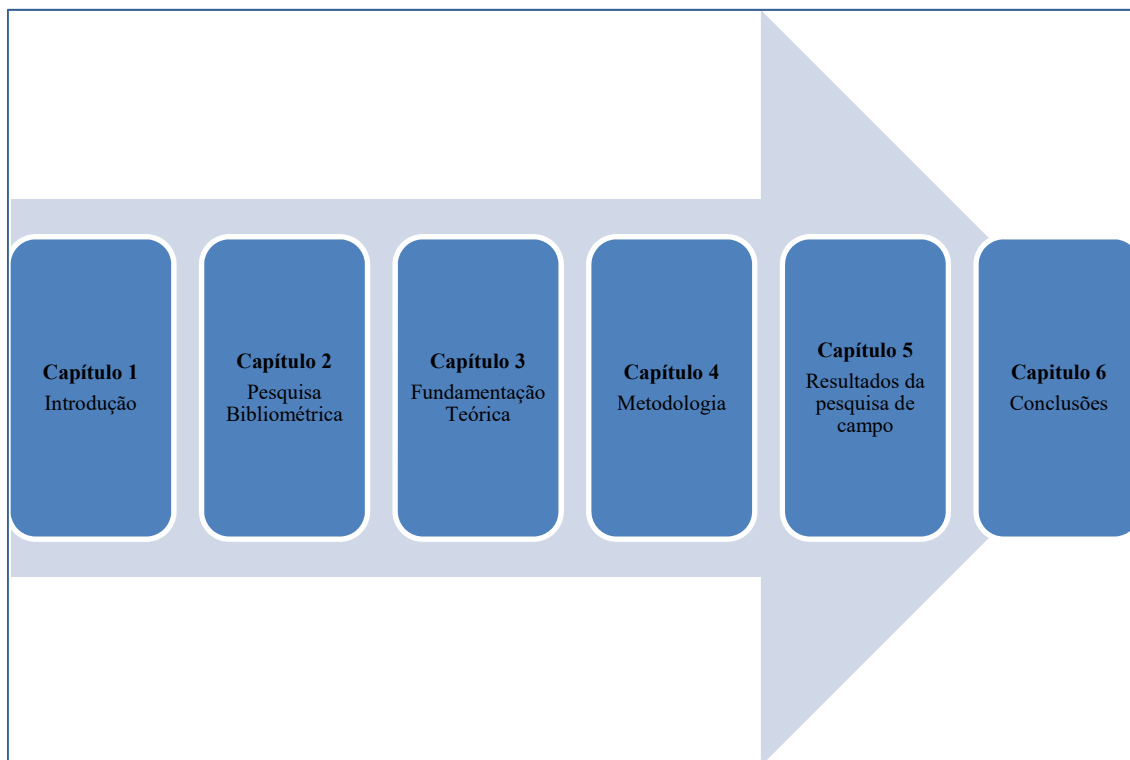 Capítulo 1
Introdução
Capítulo 2
Pesquisa
Bibliométrica
Capítulo 3
Fundamentação
Teórica
Capítulo 4
Metodologia
Capítulo 5
Resultados da
pesquisa de
campo
Capitulo 6
Conclusões